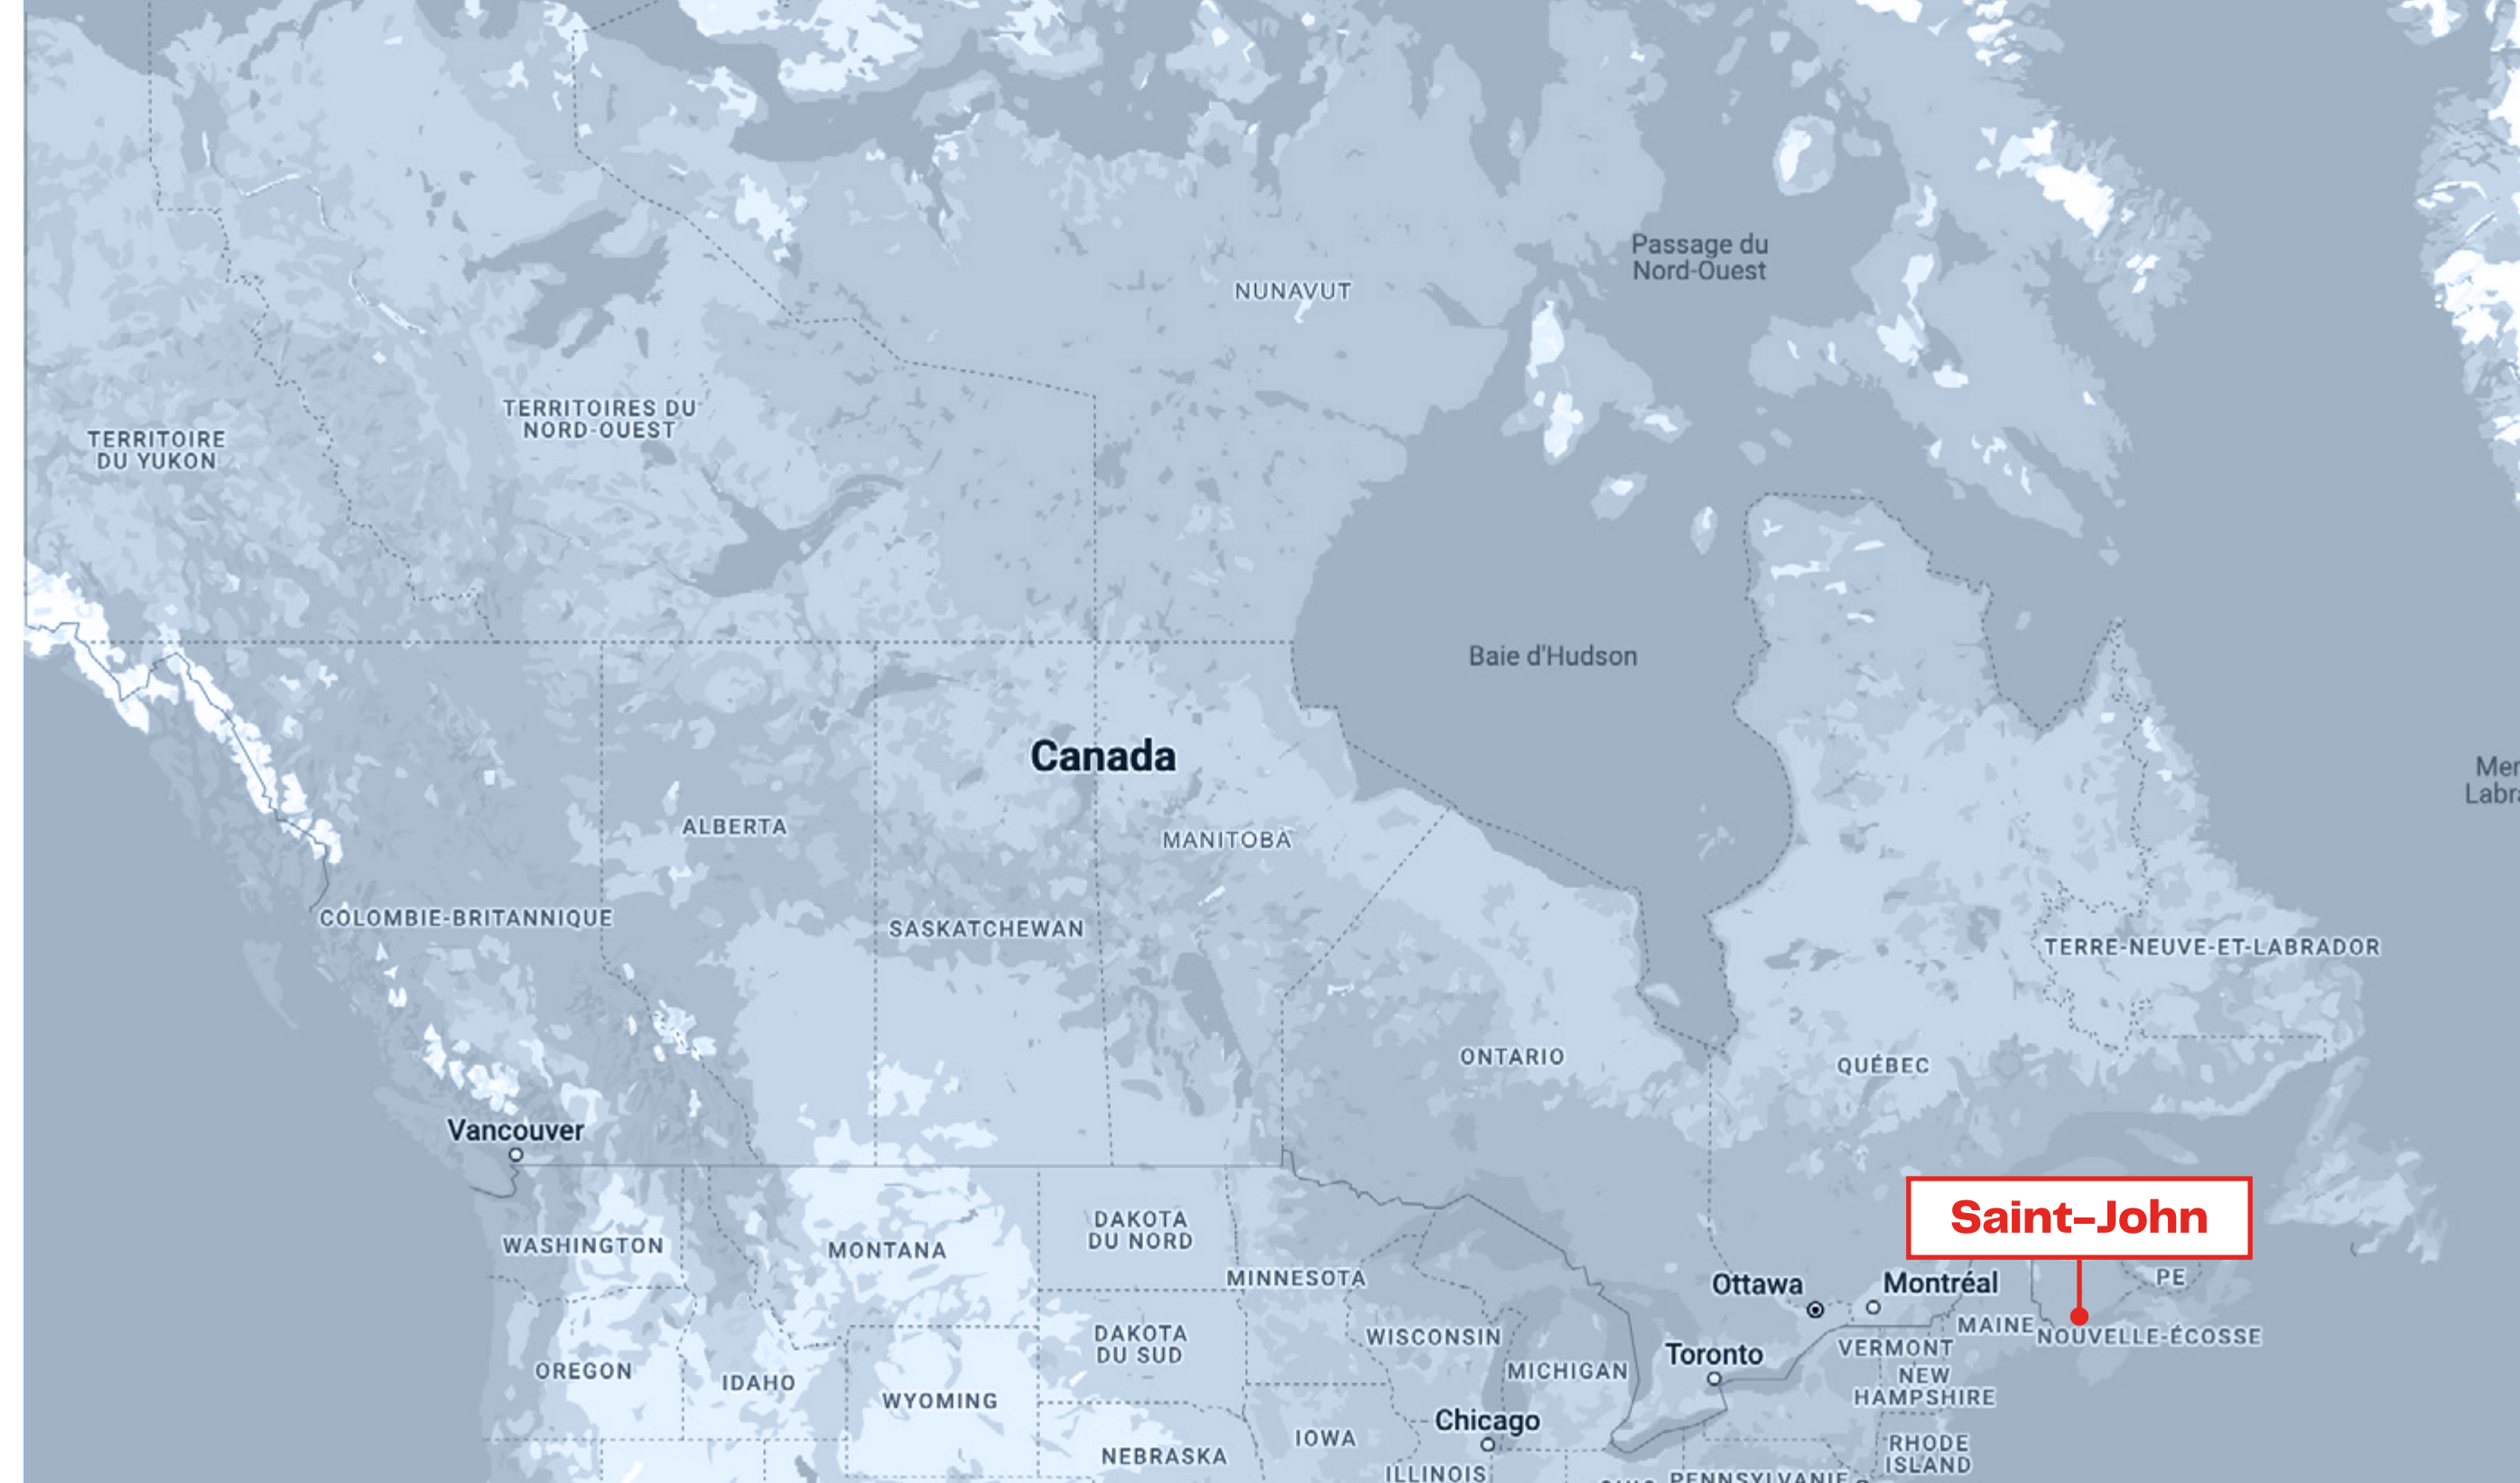 Passage du
Nord-Ouest
NUNAVUT
TERRITOIRES DU
NORD-OUEST
TERRITOIRE
DU YUKON
Baie d'Hudson
Canada
Mer
Labra
ALBERTA
MANITOBA
COLOMBIE-BRITANNIQUE
SASKATCHEWAN
TERRE-NEUVE-ET-LABRADOR
ONTARIO
QUÉBEC
Vancouver
Saint-John
DAKOTA
DU NORD
WASHINGTON
MONTANA
MINNESOTA
Ottawa
Montréal
PE
MAINE
NOUVELLE-ÉCOSSE
DAKOTA
DU SUD
WISCONSIN
VERMONT
Toronto
OREGON
IDAHO
MICHIGAN
NEW
HAMPSHIRE
WYOMING
Chicago
IOWA
NEBRASKA
RHODE
ISLAND
ILLINOIS
PENNSYLVANIE